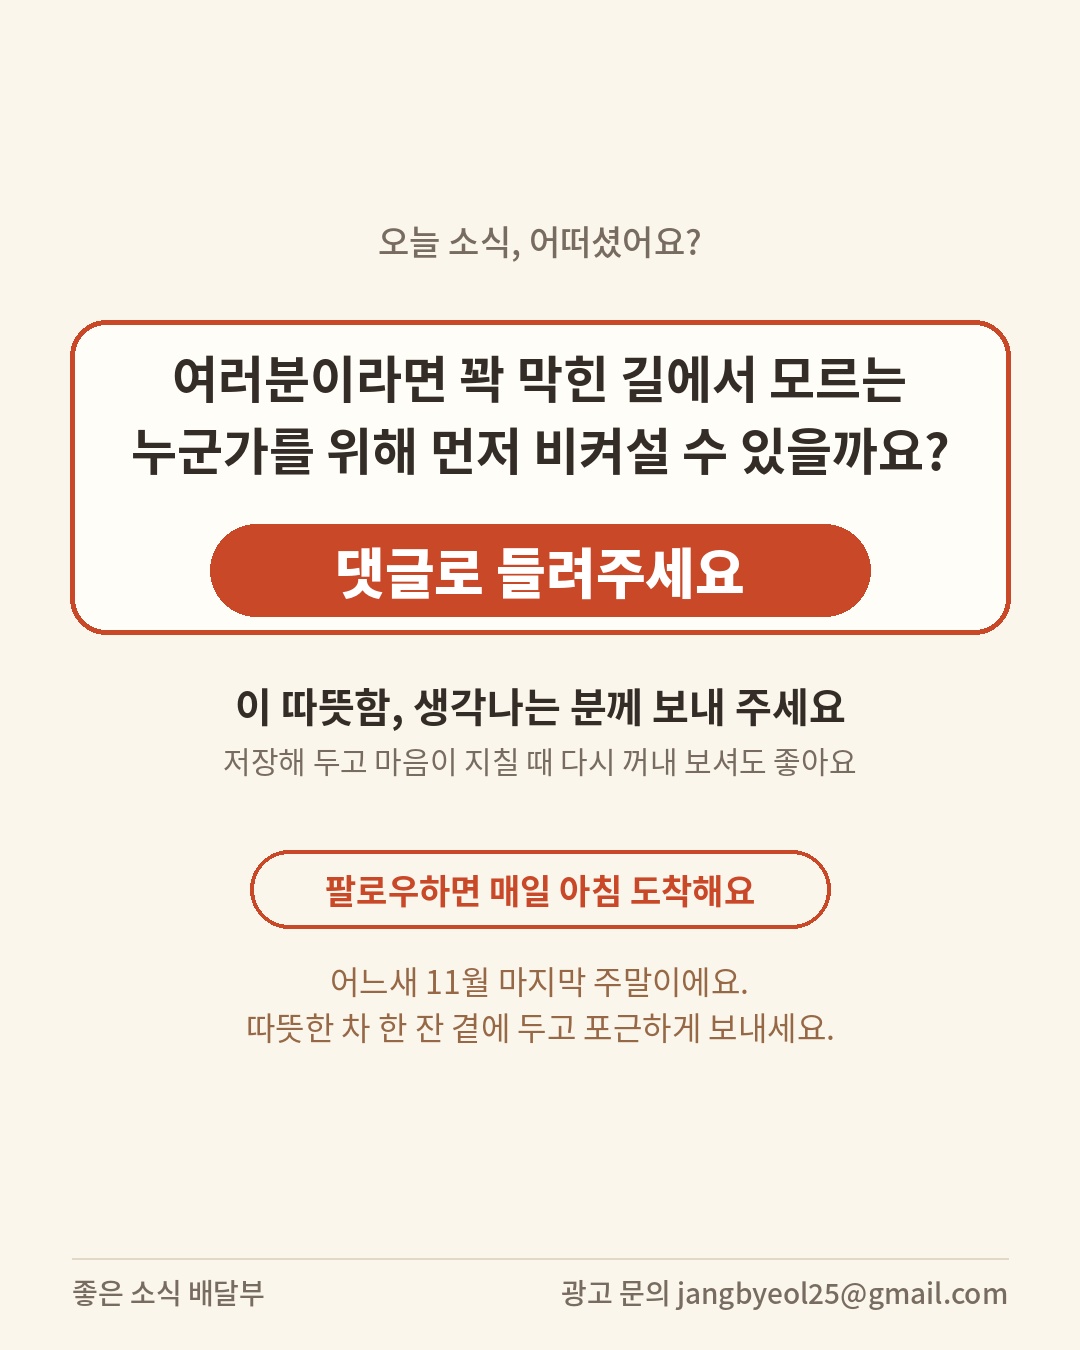 오늘 소식, 어떠셨어요?
여러분이라면 꽉 막힌 길에서 모르는
누군가를 위해 먼저 비켜설 수 있을까요?
댓글로 들려주세요
이 따뜻함, 생각나는 분께 보내 주세요
저장해 두고 마음이 지칠 때 다시 꺼내 보셔도 좋아요
팔로우하면 매일 아침 도착해요
어느새 11월 마지막 주말이에요.
따뜻한 차 한 잔 곁에 두고 포근하게 보내세요.
좋은 소식 배달부
광고 문의 jangbyeol25@gmail.com